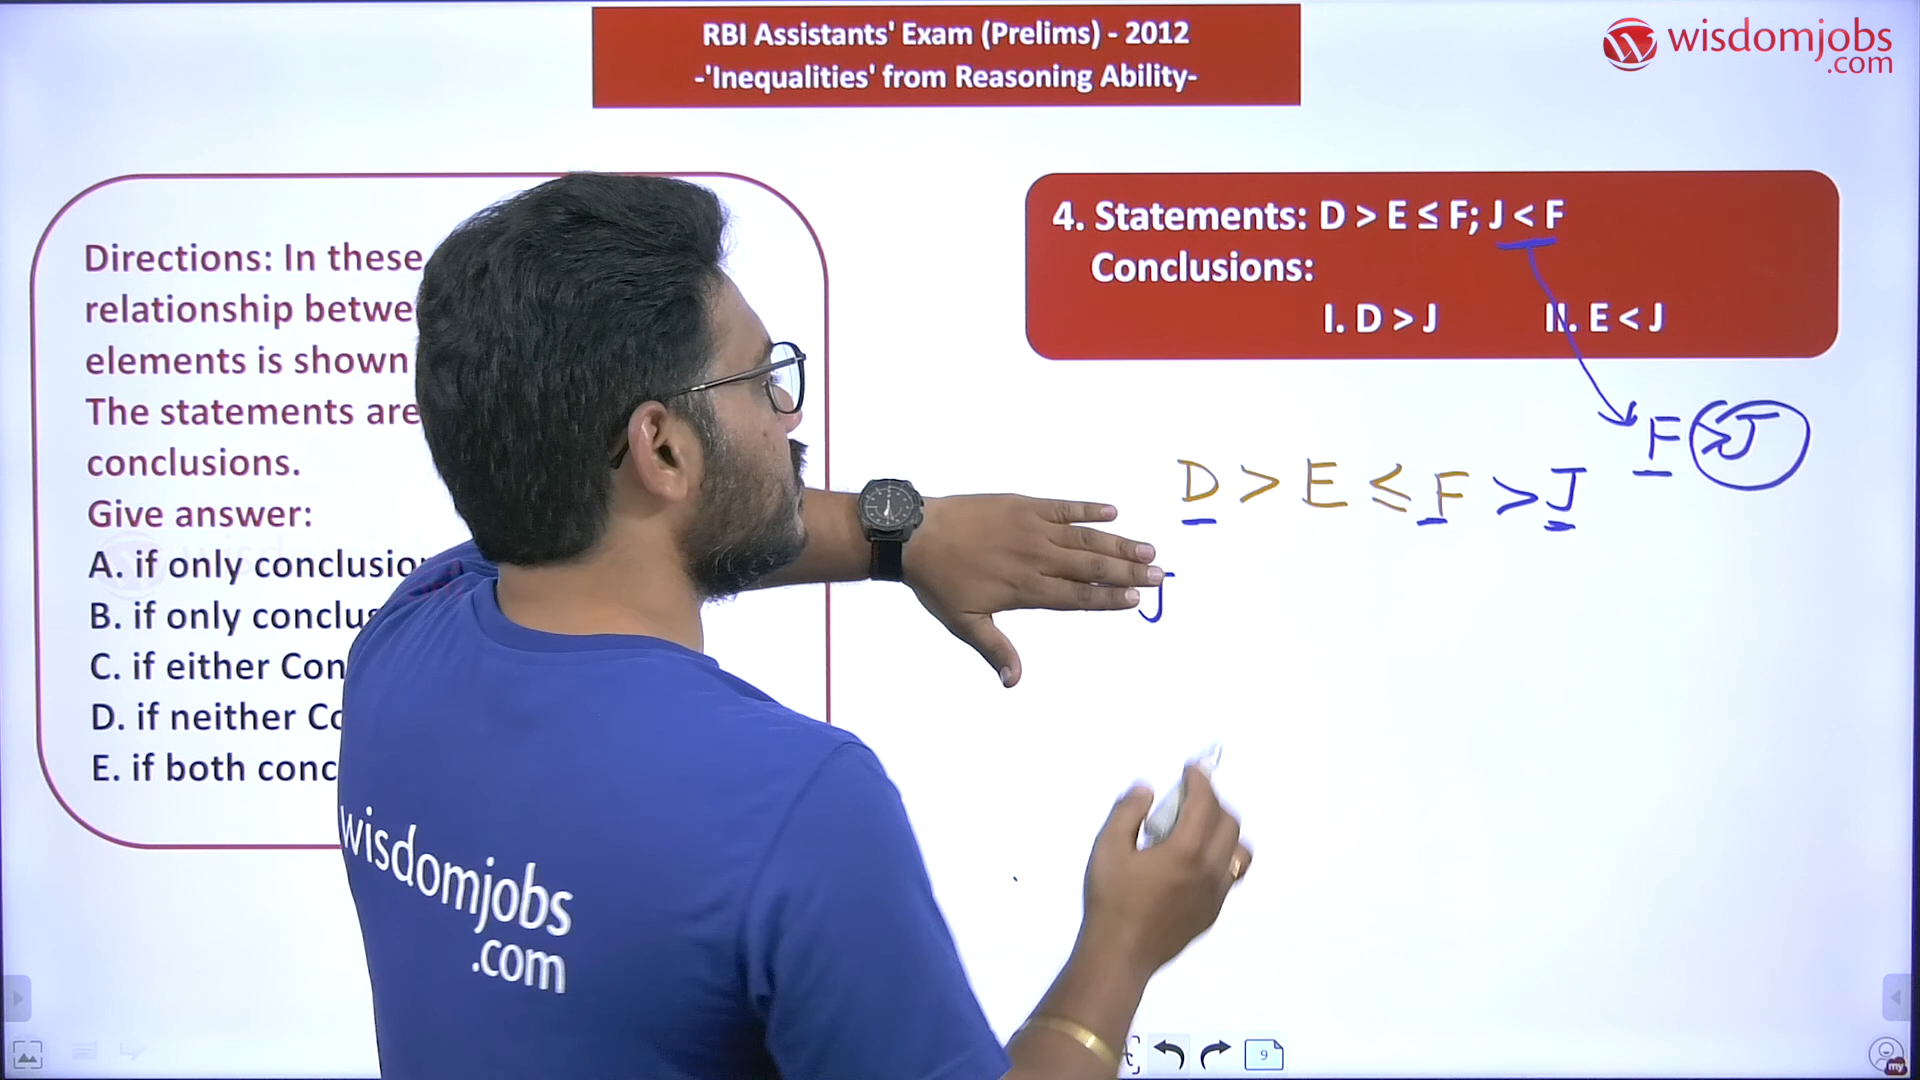 RBI Assistants' Exam (Prelims) - 2012
-'Inequalities' from Reasoning Ability-
wisdomjobs
.com
Directions: In these
relationship betwe
elements is shown
The statements are
conclusions.
Give answer:
A. if only conclusio
B. if only conclus
C. if either Con
D. if neither Co
E. if both conc
4. Statements: D > E ≤ F; J < F
Conclusions:
I. D > J II. E < J
F > J
D > E ≤ F > J
J
wisdomjobs
.com
9
my